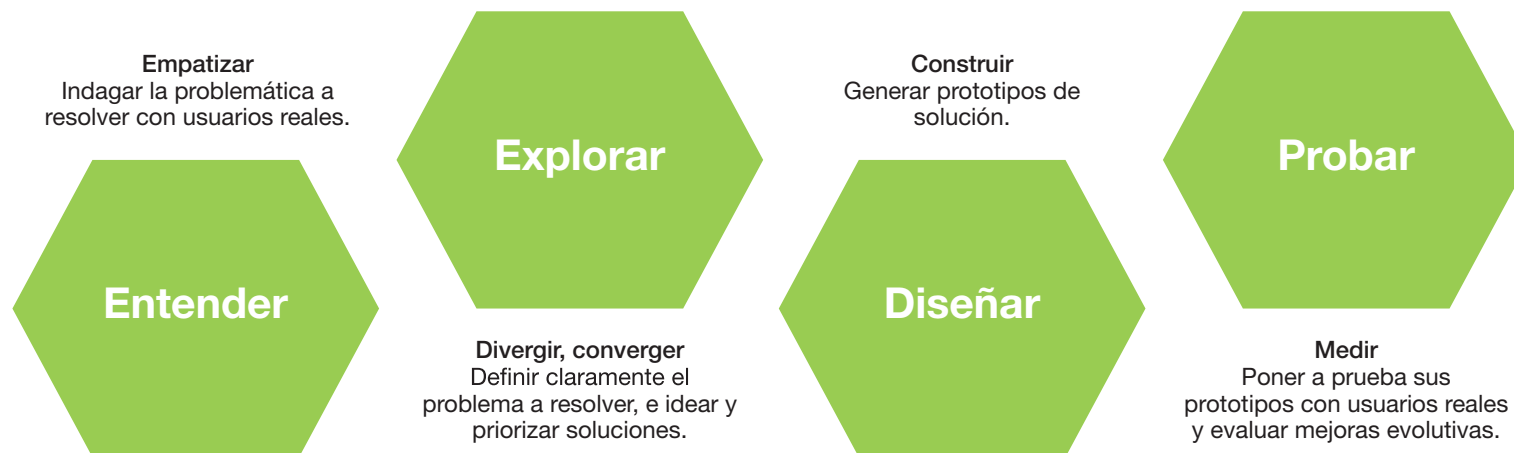 Empatizar
Indagar la problemática a
resolver con usuarios reales.
Entender
Explorar
Divergir, converger
Definir claramente el
problema a resolver, e idear y
priorizar soluciones.
Construir
Generar prototipos de
solución.
Diseñar
Probar
Medir
Poner a prueba sus
prototipos con usuarios reales
y evaluar mejoras evolutivas.